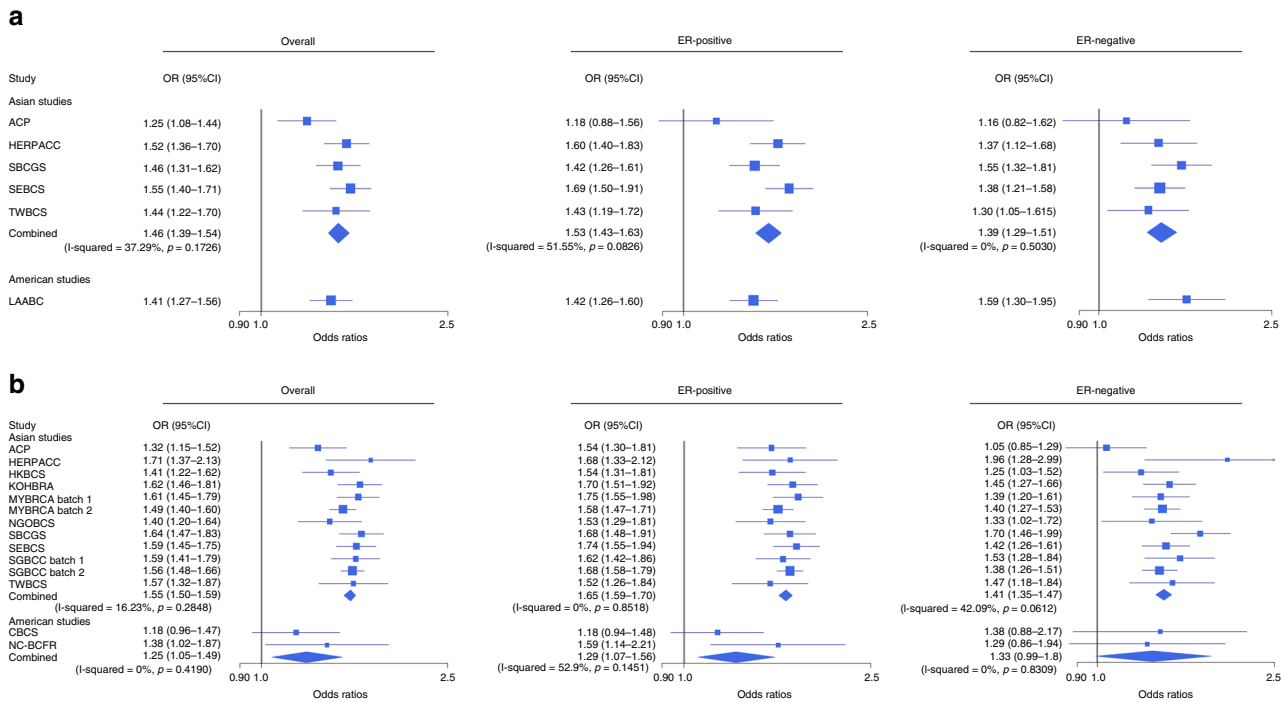 a
Overall ER-positive ER-negative
Study OR (95%CI) OR (95%CI) OR (95%CI)
Asian studies
ACP 1.25 (1.08–1.44) 1.18 (0.88–1.56) 1.16 (0.82–1.62)
HERPACC 1.52 (1.36–1.70) 1.60 (1.40–1.83) 1.37 (1.12–1.68)
SBCGS 1.46 (1.31–1.62) 1.42 (1.26–1.61) 1.55 (1.32–1.81)
SEBCS 1.55 (1.40–1.71) 1.69 (1.50–1.91) 1.38 (1.21–1.58)
TWBCS 1.44 (1.22–1.70) 1.43 (1.19–1.72) 1.30 (1.05–1.615)
Combined 1.46 (1.39–1.54) 1.53 (1.43–1.63) 1.39 (1.29–1.51)
(I-squared = 37.29%, p = 0.1726) (I-squared = 51.55%, p = 0.0826) (I-squared = 0%, p = 0.5030)
American studies
LAABC 1.41 (1.27–1.56) 1.42 (1.26–1.60) 1.59 (1.30–1.95)
0.90 1.0 2.5 0.90 1.0 2.5 0.90 1.0 2.5
Odds ratios Odds ratios Odds ratios
b
Overall ER-positive ER-negative
Study OR (95%CI) OR (95%CI) OR (95%CI)
Asian studies
ACP 1.32 (1.15–1.52) 1.54 (1.30–1.81) 1.05 (0.85–1.29)
HERPACC 1.71 (1.37–2.13) 1.68 (1.33–2.12) 1.96 (1.28–2.99)
HKBCS 1.41 (1.22–1.62) 1.54 (1.31–1.81) 1.25 (1.03–1.52)
KOHBRA 1.62 (1.46–1.81) 1.70 (1.51–1.92) 1.45 (1.27–1.66)
MYBRCA batch 1 1.61 (1.45–1.79) 1.75 (1.55–1.98) 1.39 (1.20–1.61)
MYBRCA batch 2 1.49 (1.40–1.60) 1.58 (1.47–1.71) 1.40 (1.27–1.53)
NGOBCS 1.40 (1.20–1.64) 1.53 (1.29–1.81) 1.33 (1.02–1.72)
SBCGS 1.64 (1.47–1.83) 1.68 (1.48–1.91) 1.70 (1.46–1.99)
SEBCS 1.59 (1.45–1.75) 1.74 (1.55–1.94) 1.42 (1.26–1.61)
SGBCC batch 1 1.59 (1.41–1.79) 1.62 (1.42–1.86) 1.53 (1.28–1.84)
SGBCC batch 2 1.56 (1.48–1.66) 1.68 (1.58–1.79) 1.38 (1.26–1.51)
TWBCS 1.57 (1.32–1.87) 1.52 (1.26–1.84) 1.47 (1.18–1.84)
Combined 1.55 (1.50–1.59) 1.65 (1.59–1.70) 1.41 (1.35–1.47)
(I-squared = 16.23%, p = 0.2848) (I-squared = 0%, p = 0.8518) (I-squared = 42.09%, p = 0.0612)
American studies
CBCS 1.18 (0.96–1.47) 1.18 (0.94–1.48) 1.38 (0.88–2.17)
NC-BCFR 1.38 (1.02–1.87) 1.59 (1.14–2.21) 1.29 (0.86–1.94)
Combined 1.25 (1.05–1.49) 1.29 (1.07–1.56) 1.33 (0.99–1.8)
(I-squared = 0%, p = 0.4190) (I-squared = 52.9%, p = 0.1451) (I-squared = 0%, p = 0.8309)
0.90 1.0 2.5 0.90 1.0 2.5 0.90 1.0 2.5
Odds ratios Odds ratios Odds ratios